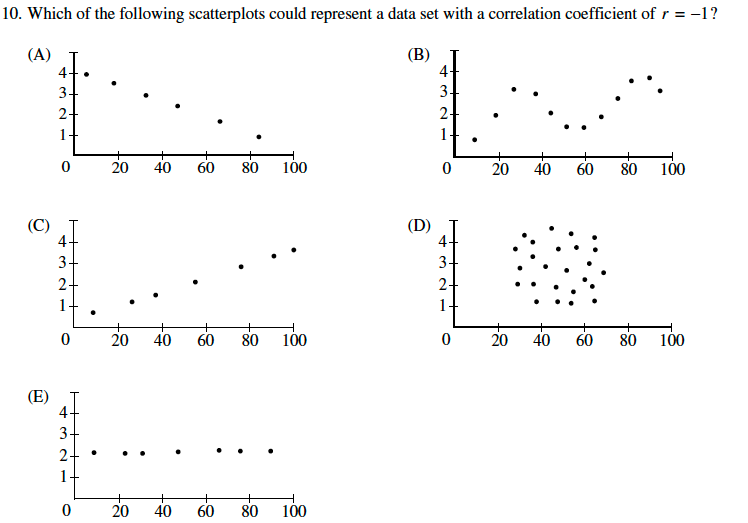 10. Which of the following scatterplots could represent a data set with a correlation coefficient of r = −1?
(A)
4
3
2
1
0 20 40 60 80 100
(B)
4
3
2
1
0 20 40 60 80 100
(C)
4
3
2
1
0 20 40 60 80 100
(D)
4
3
2
1
0 20 40 60 80 100
(E)
4
3
2
1
0 20 40 60 80 100